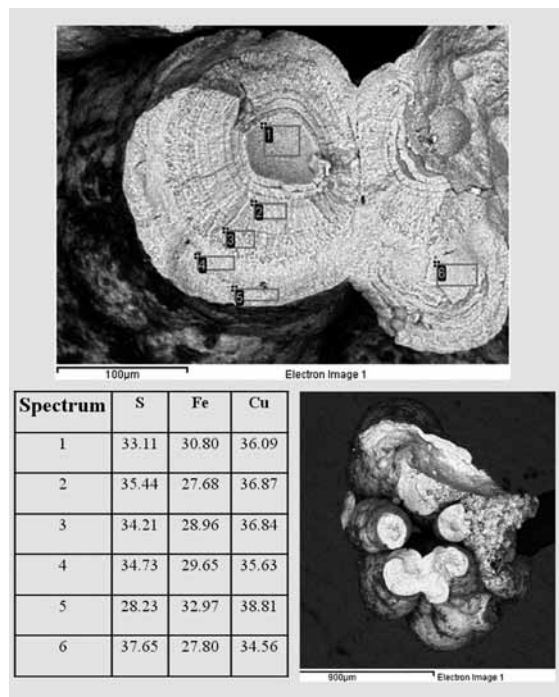 1
2
3
4
5
6
100µm
Electron Image 1
Spectrum S Fe Cu
1 33.11 30.80 36.09
2 35.44 27.68 36.87
3 34.21 28.96 36.84
4 34.73 29.65 35.63
5 28.23 32.97 38.81
6 37.65 27.80 34.56
900µm
Electron Image 1